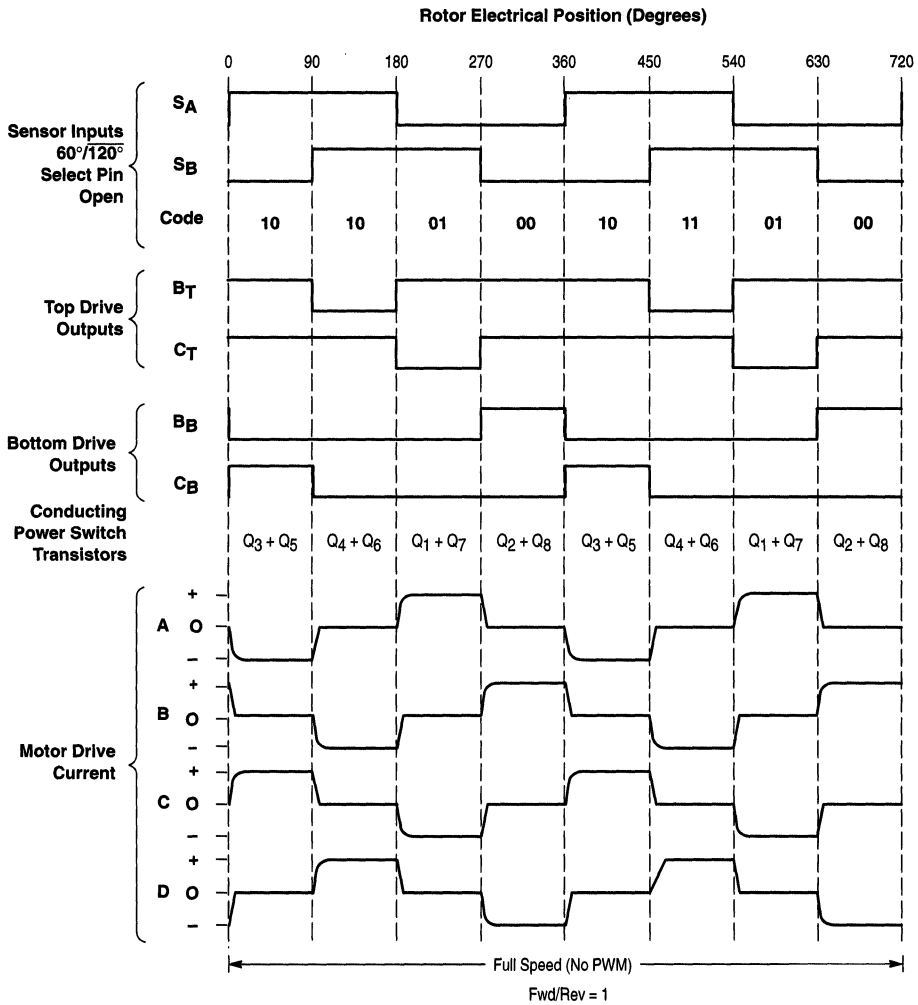 Rotor Electrical Position (Degrees)
0 90 180 270 360 450 540 630 720
SA
Sensor Inputs
60°/120°
Select Pin
Open
SB
Code 10 10 01 00 10 11 01 00
BT
Top Drive
Outputs
CT
BB
Bottom Drive
Outputs
CB
Conducting
Power Switch
Transistors
Q3 + Q5 Q4 + Q6 Q1 + Q7 Q2 + Q8 Q3 + Q5 Q4 + Q6 Q1 + Q7 Q2 + Q8
+
A O
–
+
B O
–
Motor Drive
Current
+
C O
–
+
D O
–
Full Speed (No PWM)
Fwd/Rev = 1